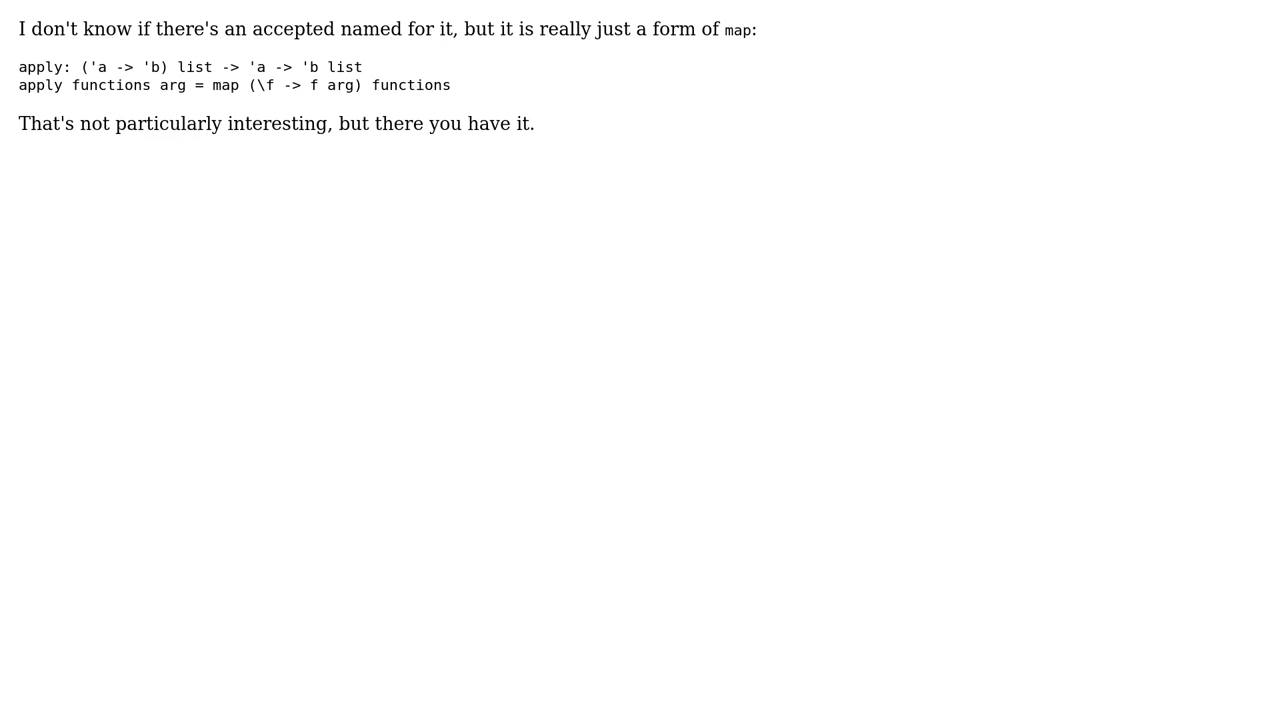 I don't know if there's an accepted named for it, but it is really just a form of map:
apply: ('a -> 'b) list -> 'a -> 'b list
apply functions arg = map (\f -> f arg) functions
That's not particularly interesting, but there you have it.